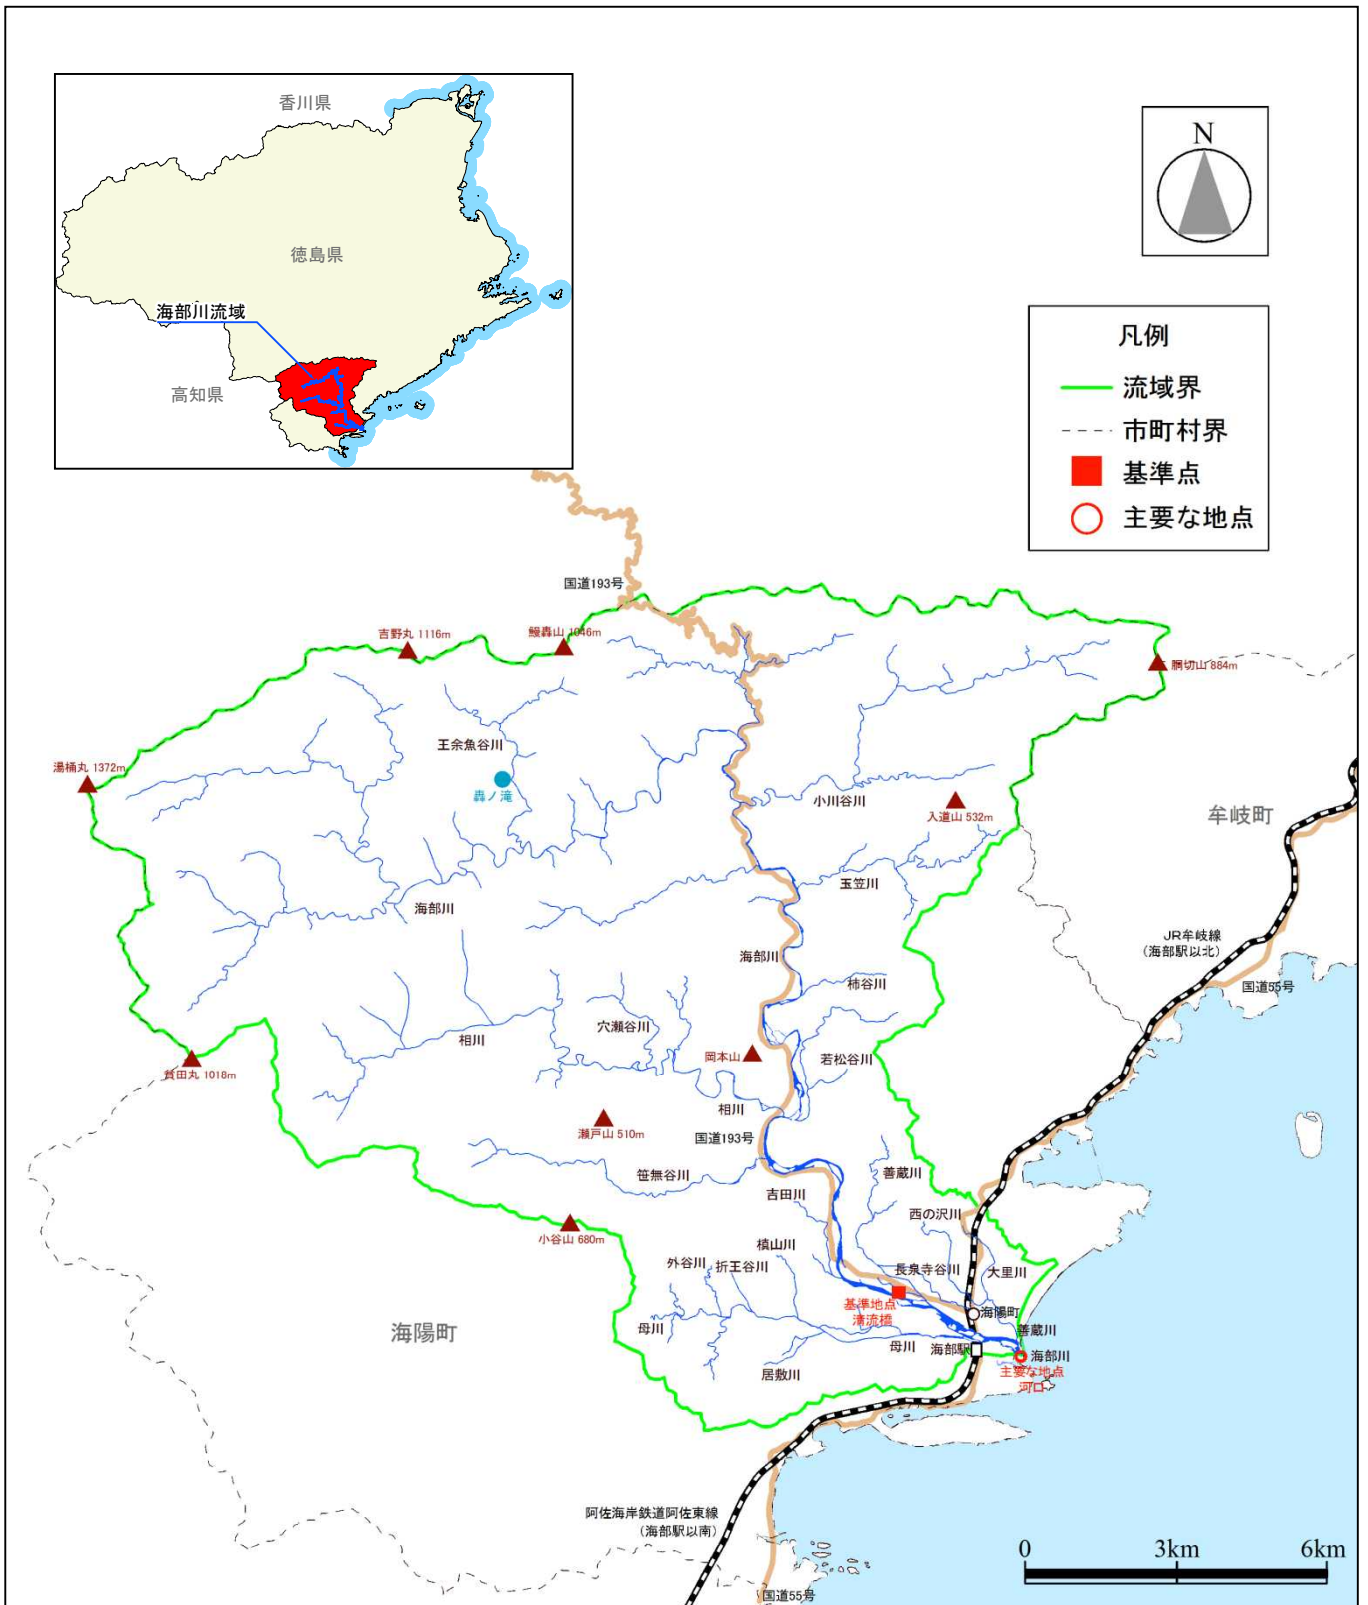 香川県
徳島県
海部川流域
高知県
N
凡例
流域界
市町村界
基準点
主要な地点
国道193号
吉野丸 1116m
鰻轟山 1046m
胴切山 884m
王余魚谷川
湯桶丸 1372m
轟ノ滝
小川谷川
入道山 532m
牟岐町
玉笠川
海部川
JR牟岐線
（海部駅以北）
海部川
柿谷川
国道55号
穴瀬谷川
相川
岡本山
若松谷川
貧田丸 1018m
相川
瀬戸山 510m
国道193号
笹無谷川
善蔵川
吉田川
西の沢川
小谷山 680m
槙山川
外谷川
折王谷川
長泉寺谷川
大里川
基準地点
清流橋
海陽町
海陽町
母川
善蔵川
母川
海部駅
海部川
主要な地点
河口
居敷川
阿佐海岸鉄道阿佐東線
（海部駅以南）
0 3km 6km
国道55号